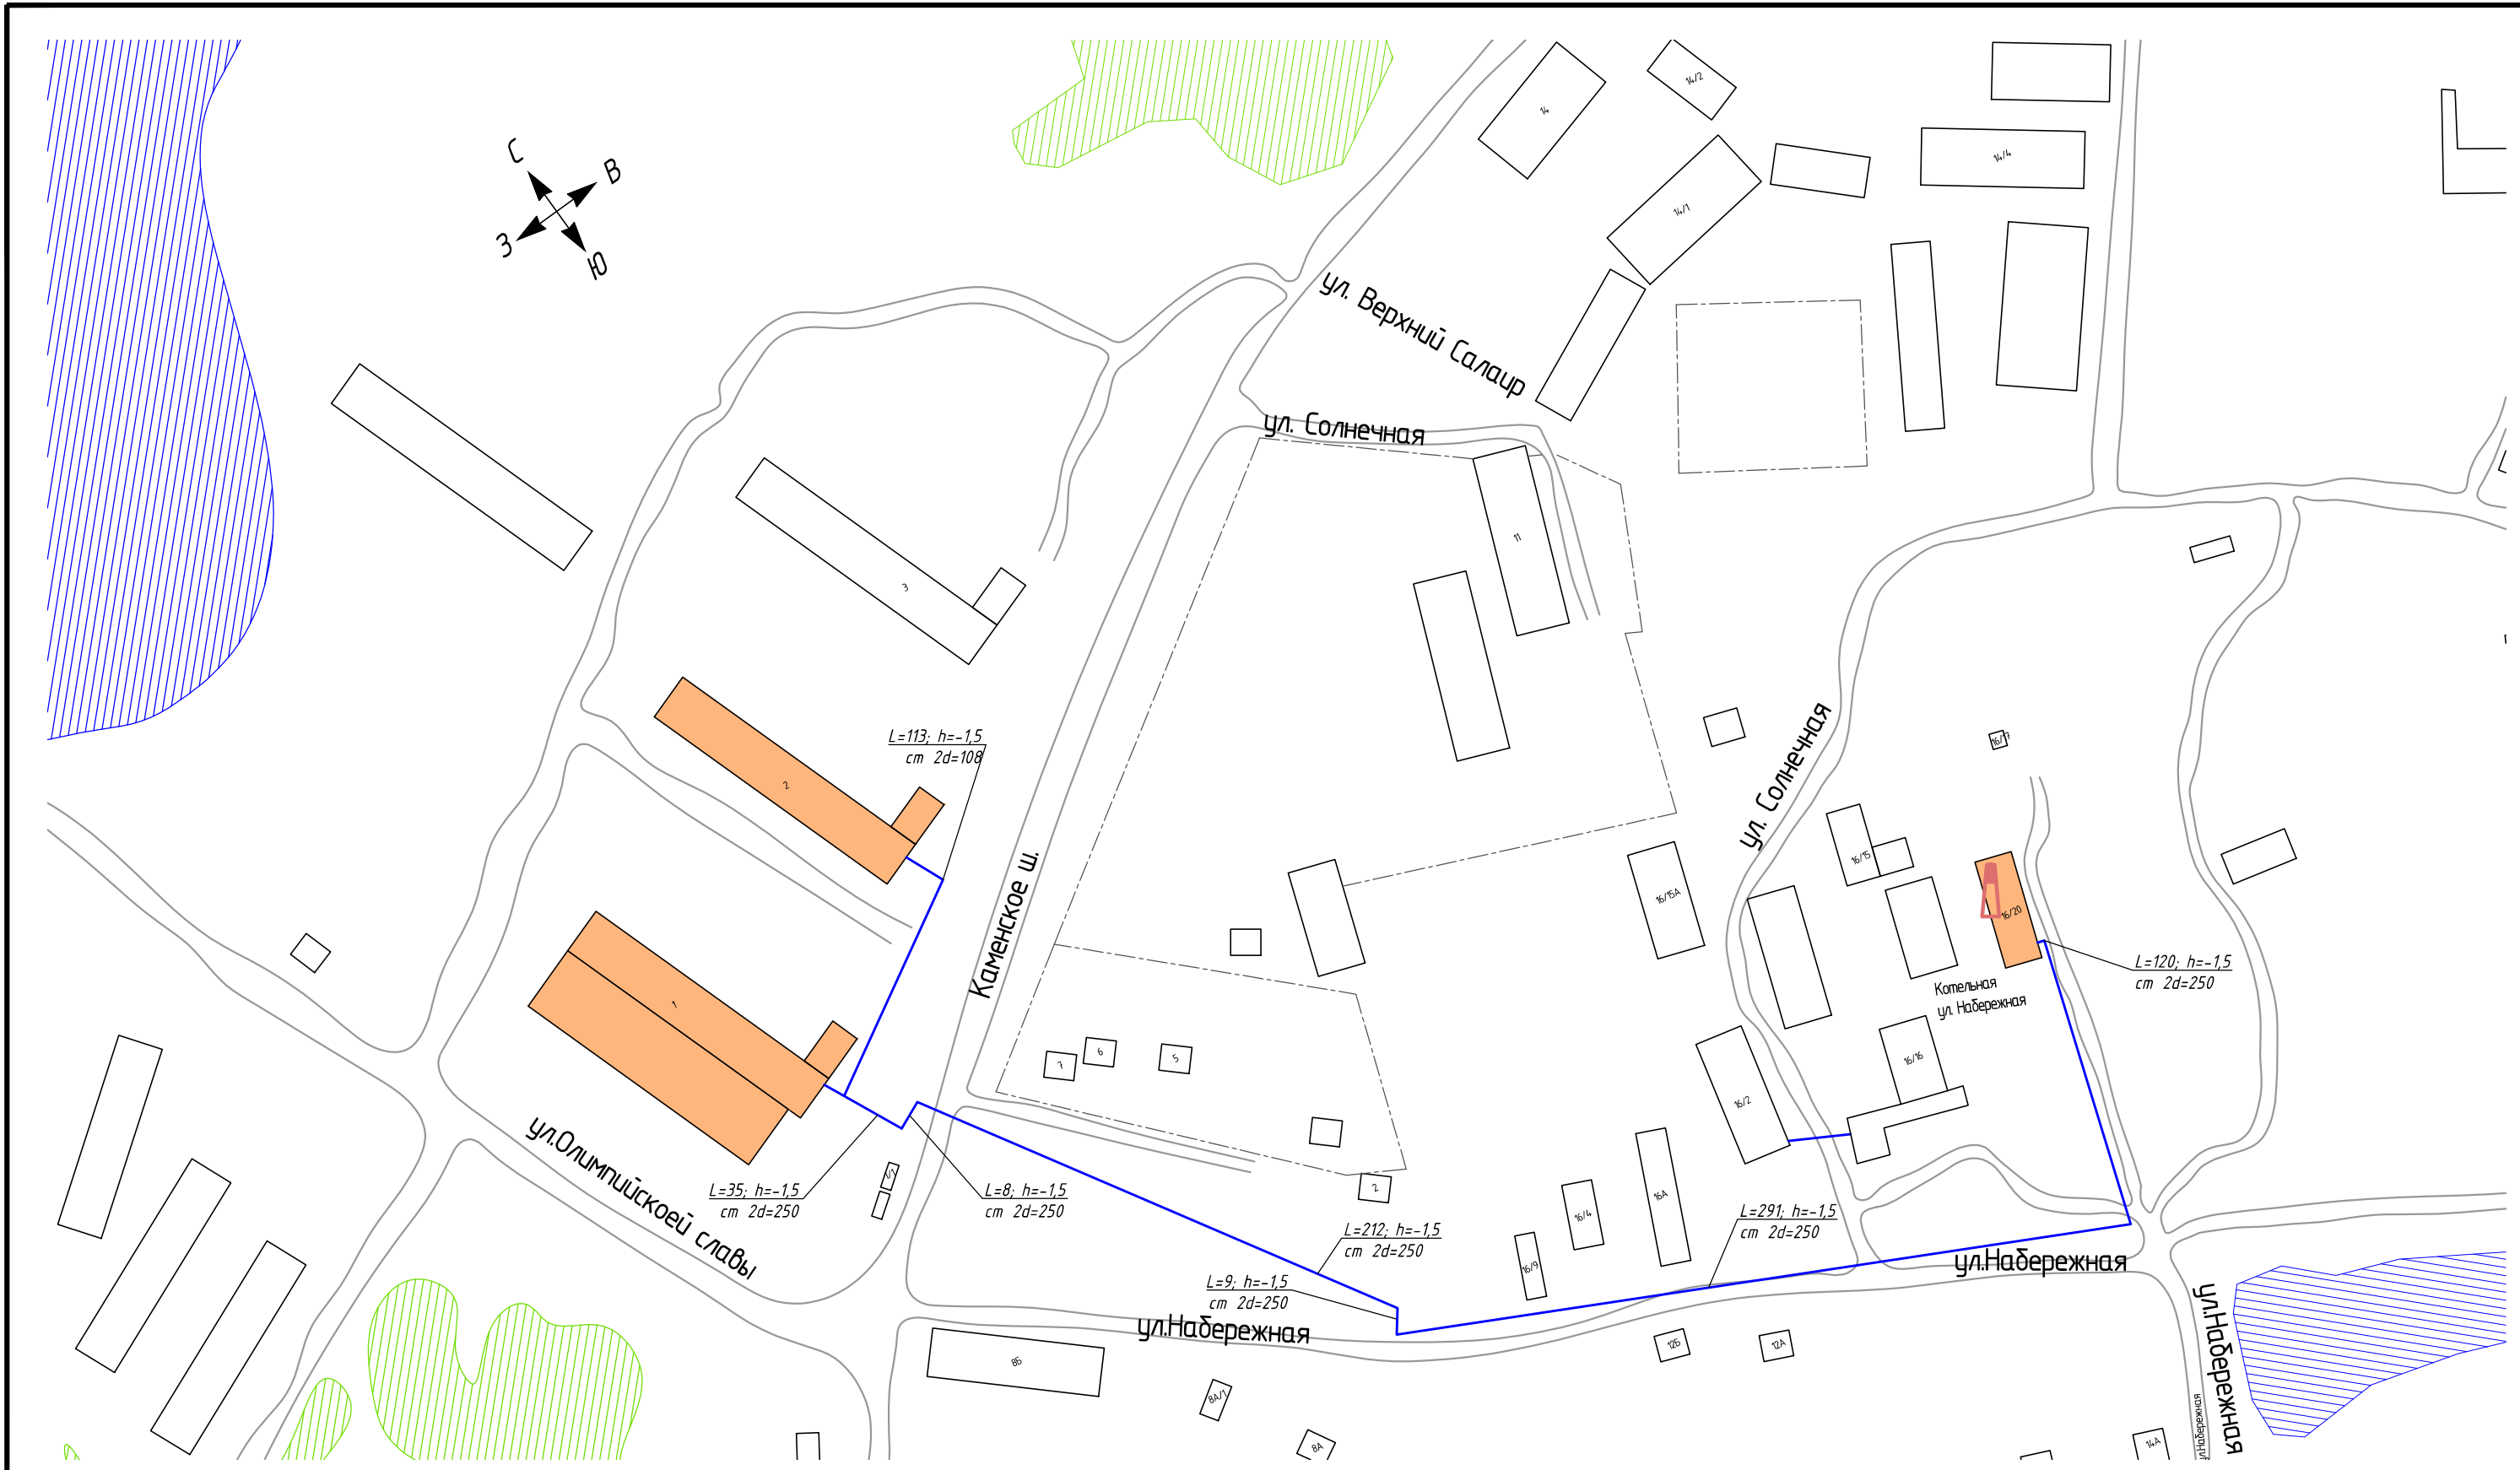 14
14/2
14/4
14/1
С
В
З
Ю
ул. Верхний Салаир
ул. Солнечная
11
3
2
L=113; h=-1,5
ст 2d=108
ул. Солнечная
16/17
16/15
16/15А
16/20
Каменское ш.
L=120; h=-1,5
ст 2d=250
Котельная
ул. Набережная
1
7
6
5
16/16
16/2
ул.Олимпийскоей славы
L=35; h=-1,5
ст 2d=250
L=8; h=-1,5
ст 2d=250
2
16А
16/4
16/9
L=212; h=-1,5
ст 2d=250
L=291; h=-1,5
ст 2d=250
L=9; h=-1,5
ст 2d=250
ул.Набережная
ул.Набережная
ул.Набережная
8Б
12Б
12А
8А/1
8А
14А
ул.Набережная